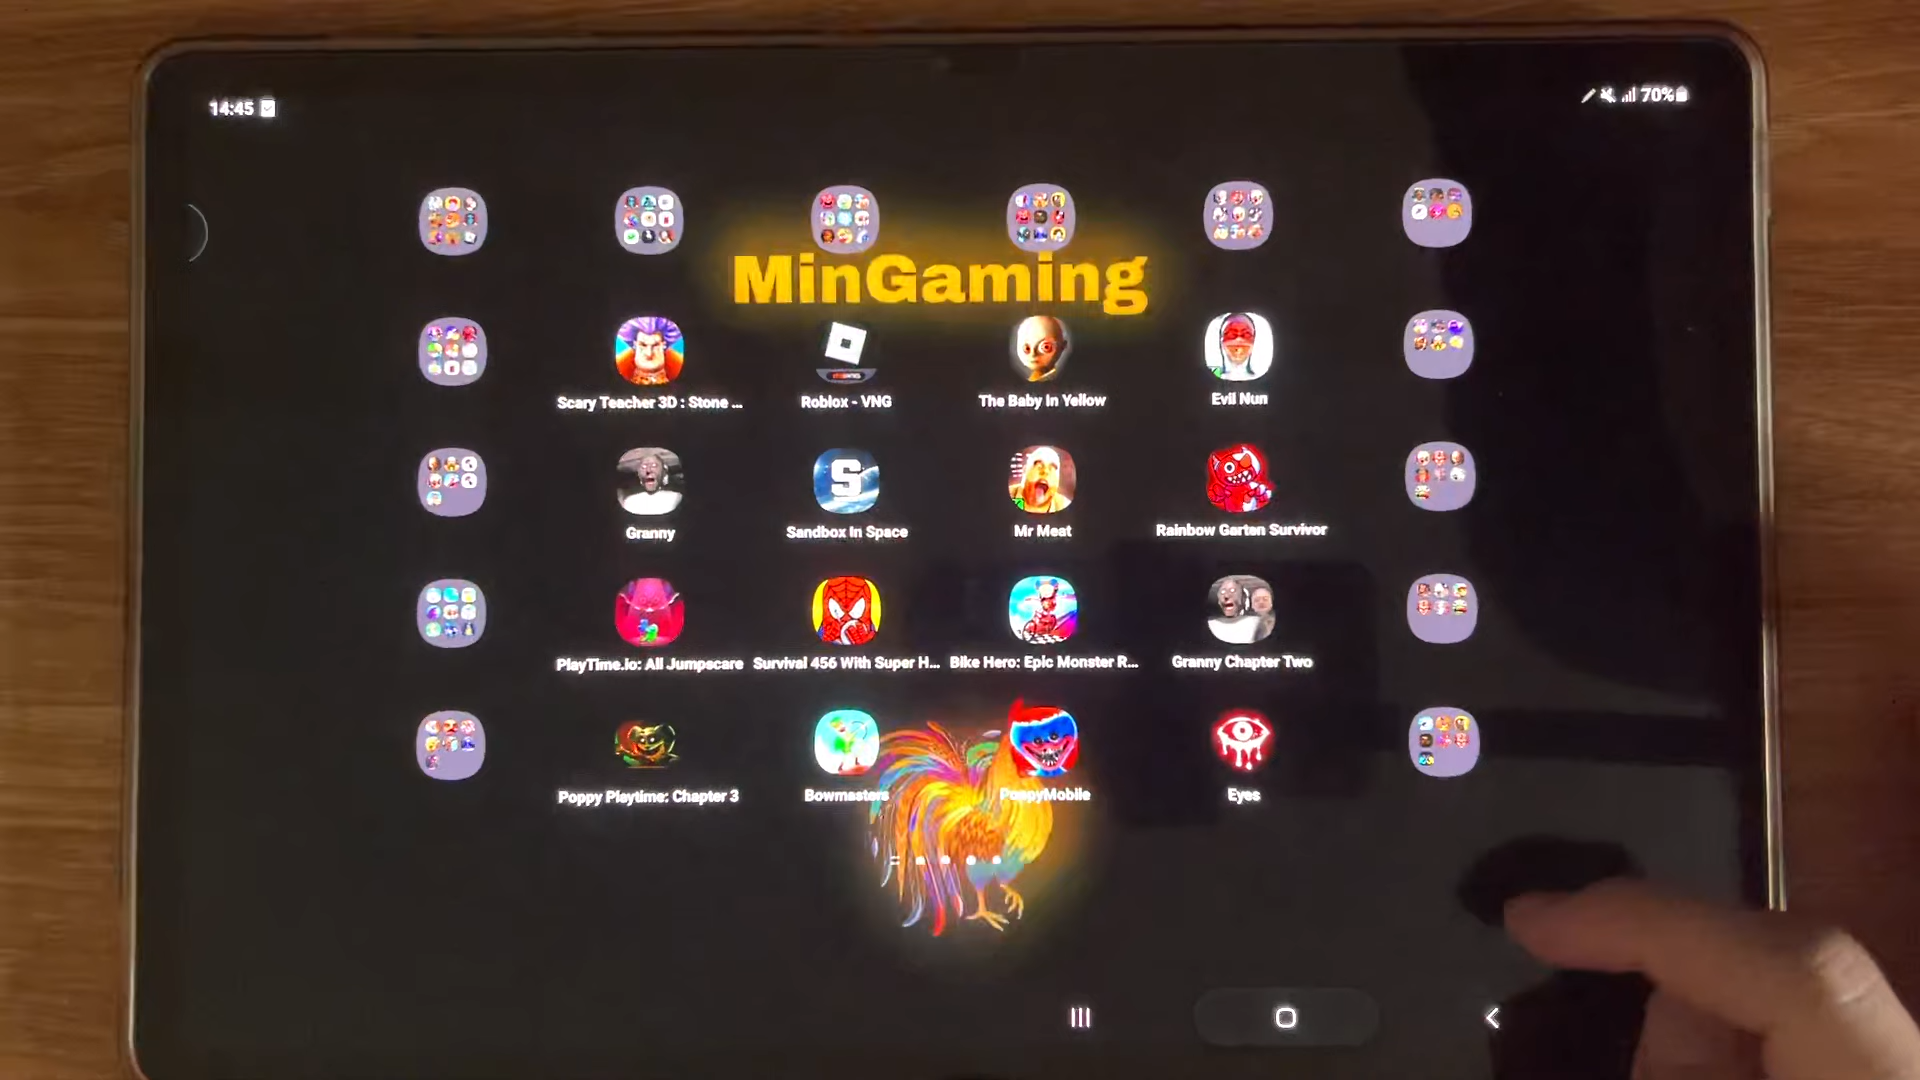 14:45
70%
MinGaming
Scary Teacher 3D : Stone ...
Roblox - VNG
The Baby In Yellow
Evil Nun
Granny
S
Sandbox In Space
Mr Meat
Rainbow Garten Survivor
PlayTime.io: All Jumpscare
Survival 456 With Super H...
Bike Hero: Epic Monster R...
Granny Chapter Two
Poppy Playtime: Chapter 3
Bowmasters
PoppyMobile
Eyes